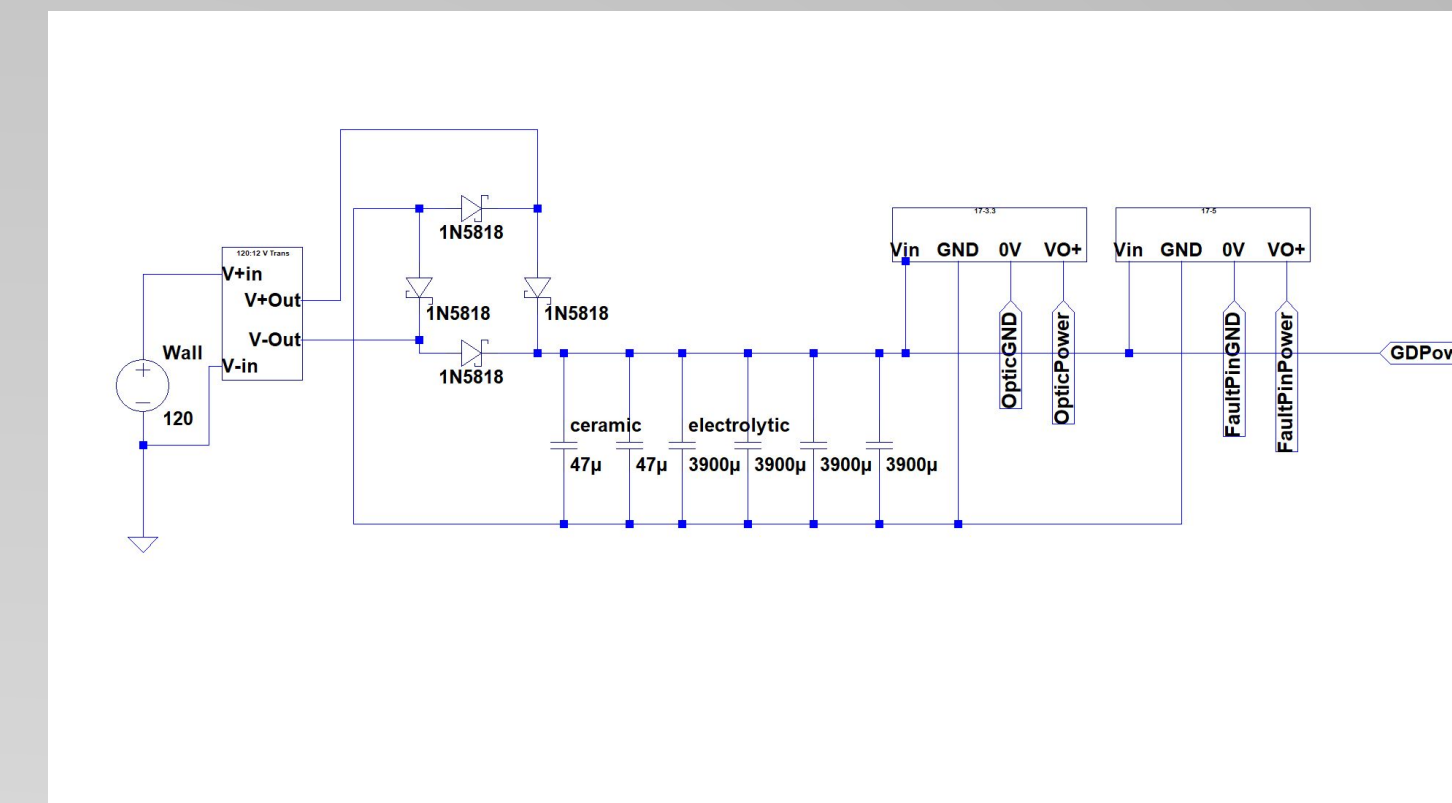 1N5818
17-3.3
17-5
120:12 V Trans
Vin GND 0V VO+
Vin GND 0V VO+
V+in
V+Out
1N5818
1N5818
V-Out
Wall
V-in
1N5818
120
GDPow
OpticGND
OpticPower
FaultPinGND
FaultPinPower
ceramic
electrolytic
47µ
47µ
3900µ
3900µ
3900µ
3900µ